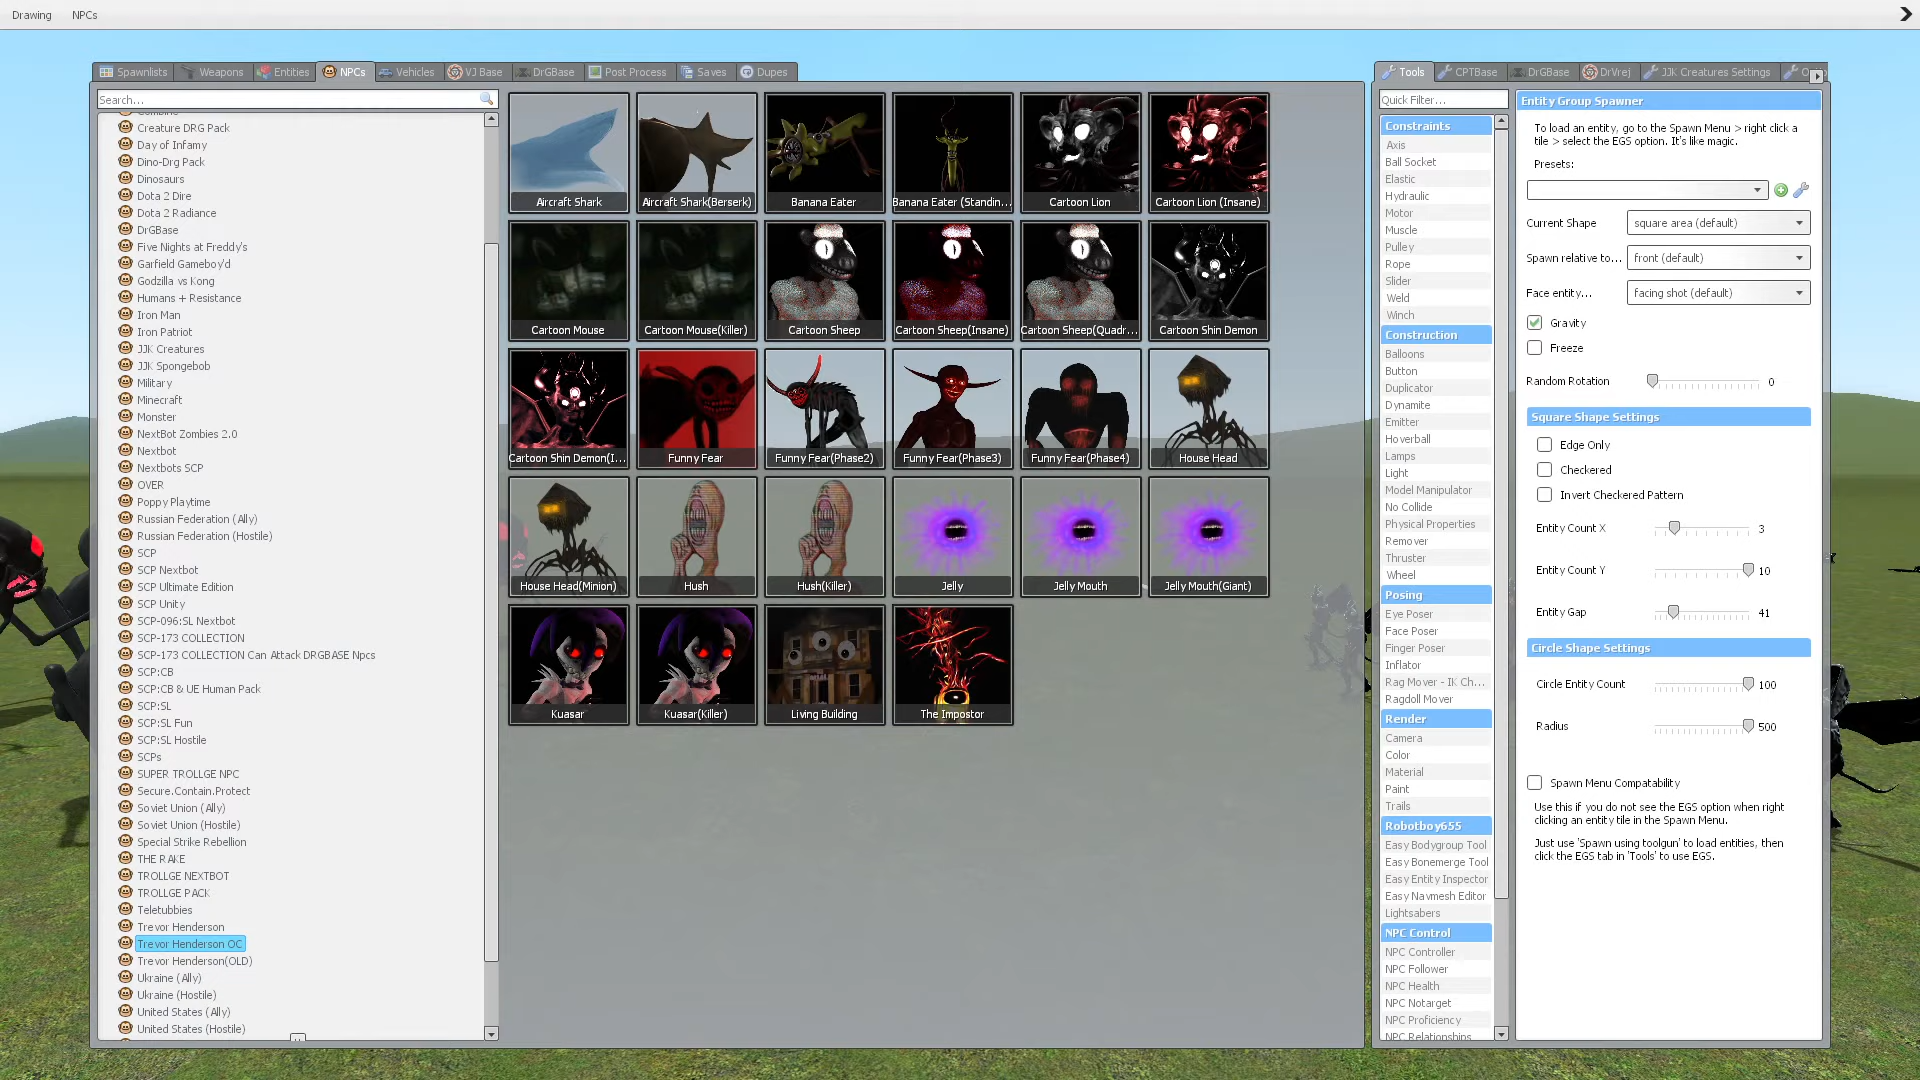 Drawing NPCs
Spawnlists Weapons Entities NPCs Vehicles VJ Base DrGBase Post Process Saves Dupes
Search...
Combine
Creature DRG Pack
Day of Infamy
Dino-Drg Pack
Dinosaurs
Dota 2 Dire
Dota 2 Radiance
DrGBase
Five Nights at Freddy's
Garfield Gameboy'd
Godzilla vs Kong
Humans + Resistance
Iron Man
Iron Patriot
JJK Creatures
JJK Spongebob
Military
Minecraft
Monster
NextBot Zombies 2.0
Nextbot
Nextbots SCP
OVER
Poppy Playtime
Russian Federation (Ally)
Russian Federation (Hostile)
SCP
SCP Nextbot
SCP Ultimate Edition
SCP Unity
SCP-096:SL Nextbot
SCP-173 COLLECTION
SCP-173 COLLECTION Can Attack DRGBASE Npcs
SCP:CB
SCP:CB & UE Human Pack
SCP:SL
SCP:SL Fun
SCP:SL Hostile
SCPs
SUPER TROLLGE NPC
Secure.Contain.Protect
Soviet Union (Ally)
Soviet Union (Hostile)
Special Strike Rebellion
THE RAKE
TROLLGE NEXTBOT
TROLLGE PACK
Teletubbies
Trevor Henderson
Trevor Henderson OC
Trevor Henderson(OLD)
Ukraine (Ally)
Ukraine (Hostile)
United States (Ally)
United States (Hostile)
Aircraft Shark Aircraft Shark(Berserk) Banana Eater Banana Eater (Standin... Cartoon Lion Cartoon Lion (Insane)
Cartoon Mouse Cartoon Mouse(Killer) Cartoon Sheep Cartoon Sheep(Insane) Cartoon Sheep(Quadr... Cartoon Shin Demon
Cartoon Shin Demon(I... Funny Fear Funny Fear(Phase2) Funny Fear(Phase3) Funny Fear(Phase4) House Head
House Head(Minion) Hush Hush(Killer) Jelly Jelly Mouth Jelly Mouth(Giant)
Kuasar Kuasar(Killer) Living Building The Impostor
Tools CPTBase DrGBase DrVrej JJK Creatures Settings
Quick Filter...
Constraints
Axis
Ball Socket
Elastic
Hydraulic
Motor
Muscle
Pulley
Rope
Slider
Weld
Winch
Construction
Balloons
Button
Duplicator
Dynamite
Emitter
Hoverball
Lamps
Light
Model Manipulator
No Collide
Physical Properties
Remover
Thruster
Wheel
Posing
Eye Poser
Face Poser
Finger Poser
Inflator
Rag Mover - IK Ch...
Ragdoll Mover
Render
Camera
Color
Material
Paint
Trails
Robotboy655
Easy Bodygroup Tool
Easy Bonemerge Tool
Easy Entity Inspector
Easy Navmesh Editor
Lightsabers
NPC Control
NPC Controller
NPC Follower
NPC Health
NPC Notarget
NPC Proficiency
NPC Relationships
Entity Group Spawner
To load an entity, go to the Spawn Menu > right click a
tile > select the EGS option. It's like magic.
Presets:
Current Shape square area (default)
Spawn relative to... front (default)
Face entity... facing shot (default)
Gravity
Freeze
Random Rotation 0
Square Shape Settings
Edge Only
Checkered
Invert Checkered Pattern
Entity Count X 3
Entity Count Y 10
Entity Gap 41
Circle Shape Settings
Circle Entity Count 100
Radius 500
Spawn Menu Compatability
Use this if you do not see the EGS option when right
clicking an entity tile in the Spawn Menu.
Just use 'Spawn using toolgun' to load entities, then
click the EGS tab in 'Tools' to use EGS.